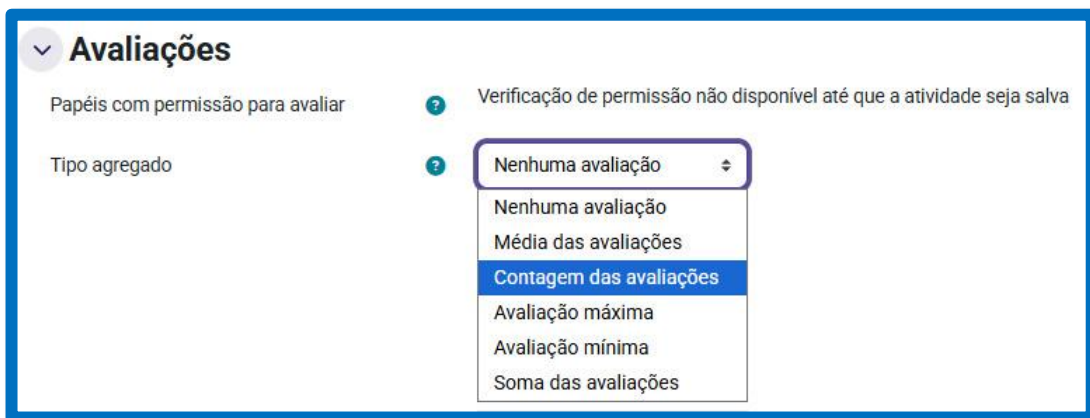 Avaliações
Papéis com permissão para avaliar ? Verificação de permissão não disponível até que a atividade seja salva
Tipo agregado ? Nenhuma avaliação
Nenhuma avaliação
Média das avaliações
Contagem das avaliações
Avaliação máxima
Avaliação mínima
Soma das avaliações